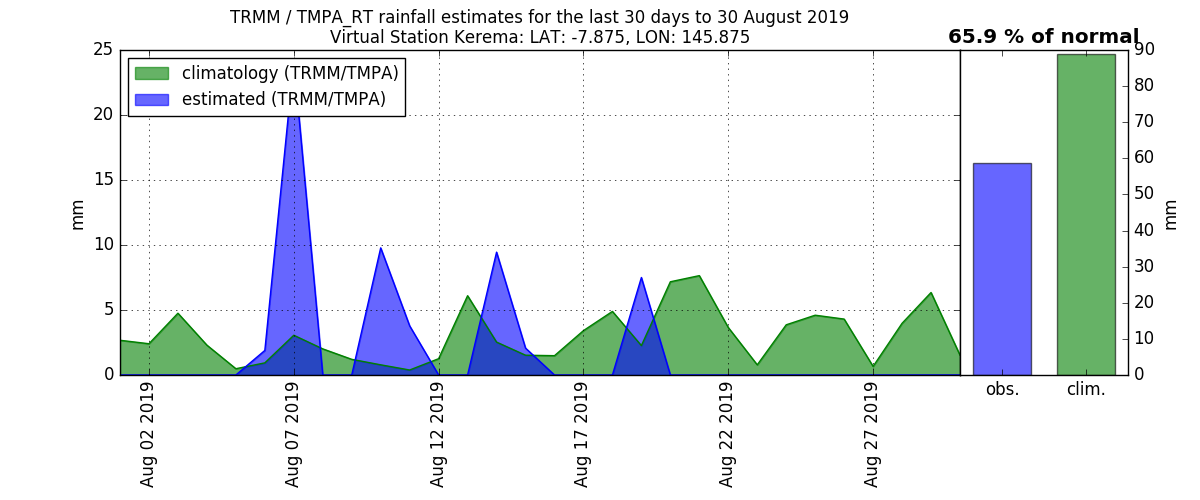 TRMM / TMPA_RT rainfall estimates for the last 30 days to 30 August 2019
Virtual Station Kerema: LAT: -7.875, LON: 145.875
65.9 % of normal
climatology (TRMM/TMPA)
estimated (TRMM/TMPA)
25
20
15
10
5
0
mm
Aug 02 2019
Aug 07 2019
Aug 12 2019
Aug 17 2019
Aug 22 2019
Aug 27 2019
obs.
clim.
90
80
70
60
50
40
30
20
10
0
mm